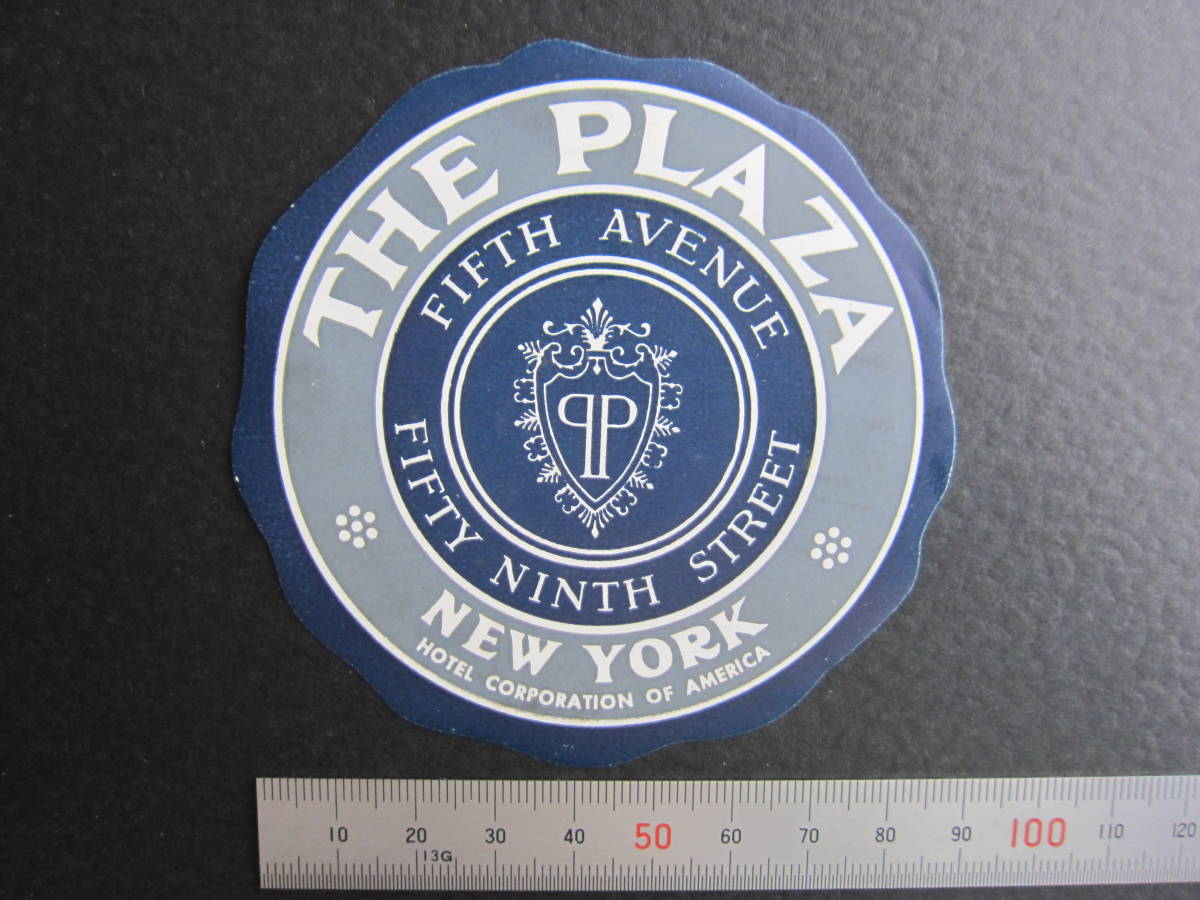 THE PLAZA
FIFTH AVENUE
PP
FIFTY NINTH STREET
NEW YORK
HOTEL CORPORATION OF AMERICA
10 20 30 40 50 60 70 80 90 100 110 120
13G